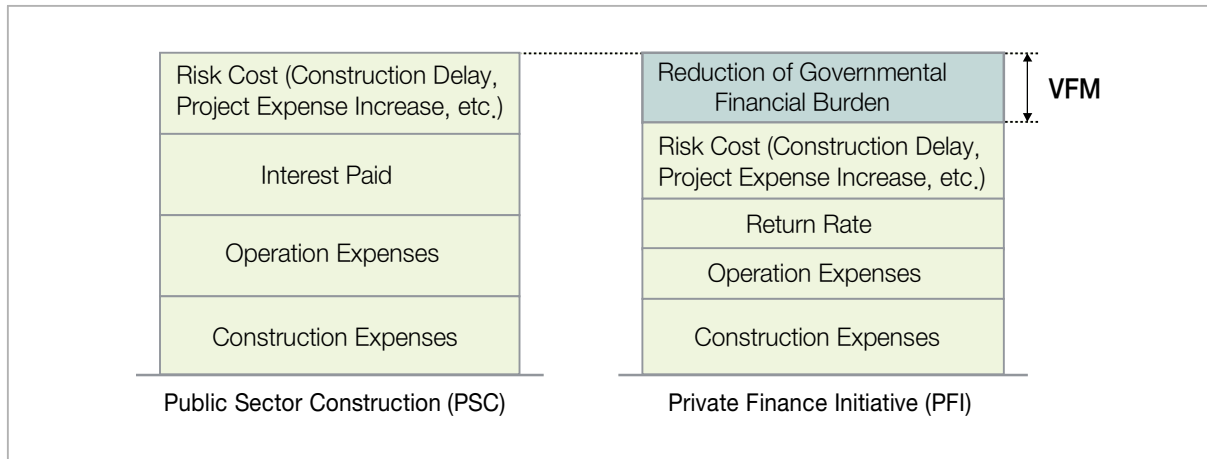 Risk Cost (Construction Delay,
Project Expense Increase, etc.)
Interest Paid
Operation Expenses
Construction Expenses
Public Sector Construction (PSC)
Reduction of Governmental
Financial Burden
VFM
Risk Cost (Construction Delay,
Project Expense Increase, etc.)
Return Rate
Operation Expenses
Construction Expenses
Private Finance Initiative (PFI)